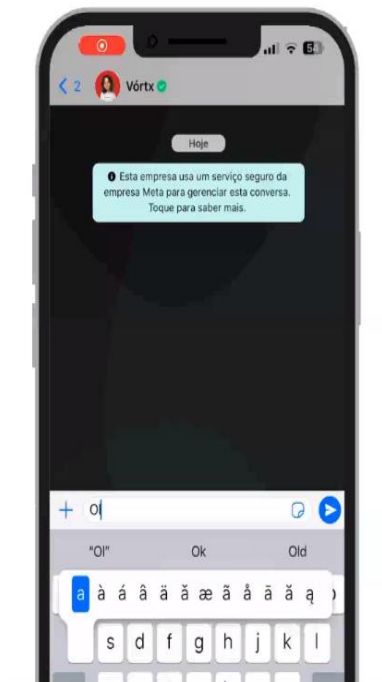 54
2 Vórtx
Hoje
Esta empresa usa um serviço seguro da
empresa Meta para gerenciar esta conversa.
Toque para saber mais.
Ol
"Ol" Ok Old
a à á â ä ǎ æ ã å ā ă ą
s d f g h j k l